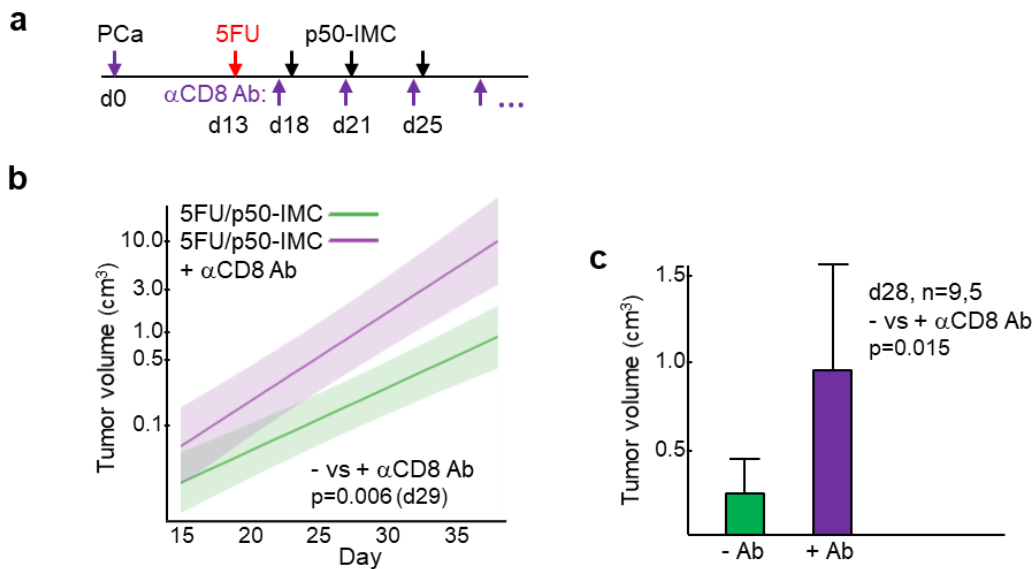 a
PCa 5FU p50-IMC
d0 αCD8 Ab: ...
d13 d18 d21 d25
b
5FU/p50-IMC
5FU/p50-IMC
+ αCD8 Ab
Tumor volume (cm³)
10.0
3.0
1.0
0.5
0.1
- vs + αCD8 Ab
p=0.006 (d29)
15 20 25 30 35
Day
c
Tumor volume (cm³)
1.5
1.0
0.5
d28, n=9,5
- vs + αCD8 Ab
p=0.015
- Ab + Ab